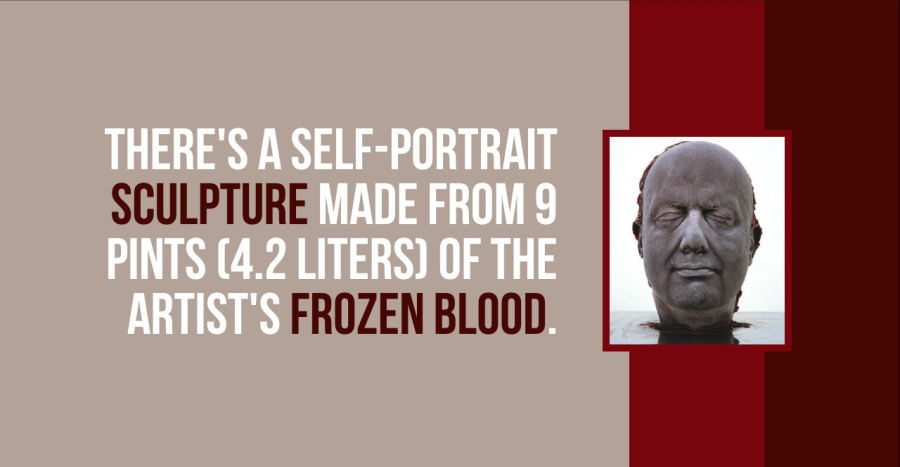 THERE'S A SELF-PORTRAIT
SCULPTURE MADE FROM 9
PINTS (4.2 LITERS) OF THE
ARTIST'S FROZEN BLOOD.